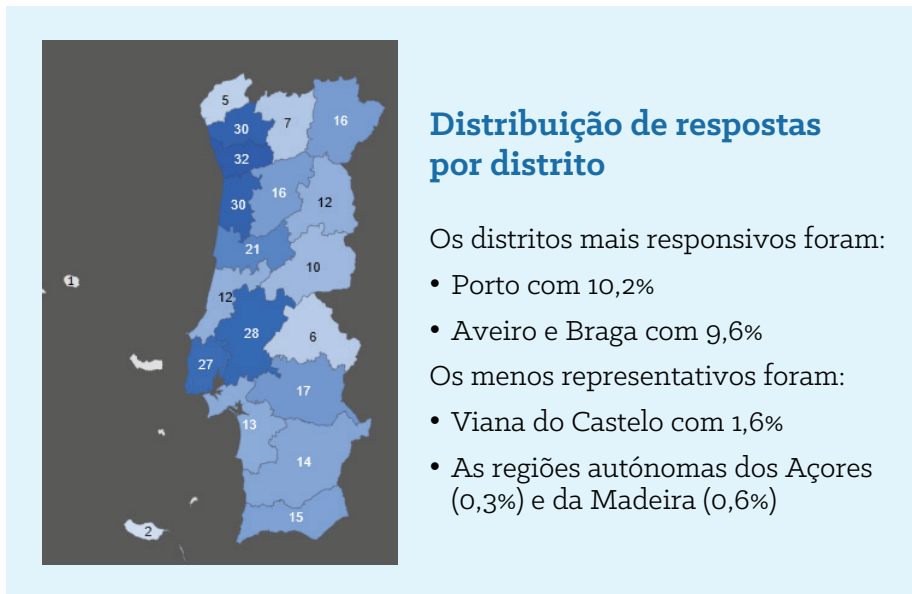 5
7
16
30
32
30
16
12
21
10
1
12
28
6
27
17
13
14
15
2
Distribuição de respostas
por distrito
Os distritos mais responsivos foram:
• Porto com 10,2%
• Aveiro e Braga com 9,6%
Os menos representativos foram:
• Viana do Castelo com 1,6%
• As regiões autónomas dos Açores
(0,3%) e da Madeira (0,6%)